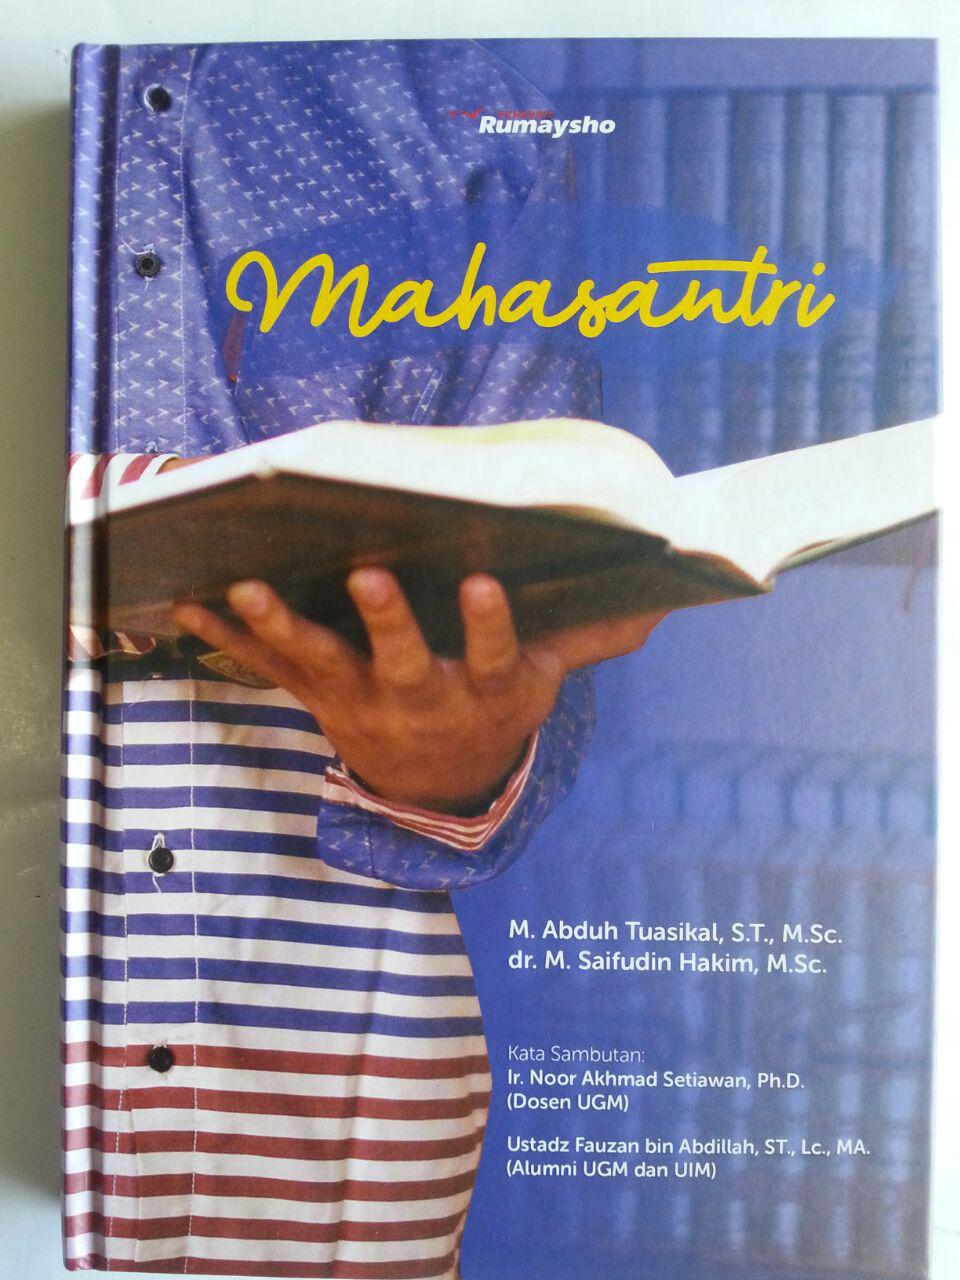 PENERBIT
Rumaysho
Mahasantri
M. Abduh Tuasikal, S.T., M.Sc.
dr. M. Saifudin Hakim, M.Sc.
Kata Sambutan:
Ir. Noor Akhmad Setiawan, Ph.D.
(Dosen UGM)
Ustadz Fauzan bin Abdillah, ST., Lc., MA.
(Alumni UGM dan UIM)